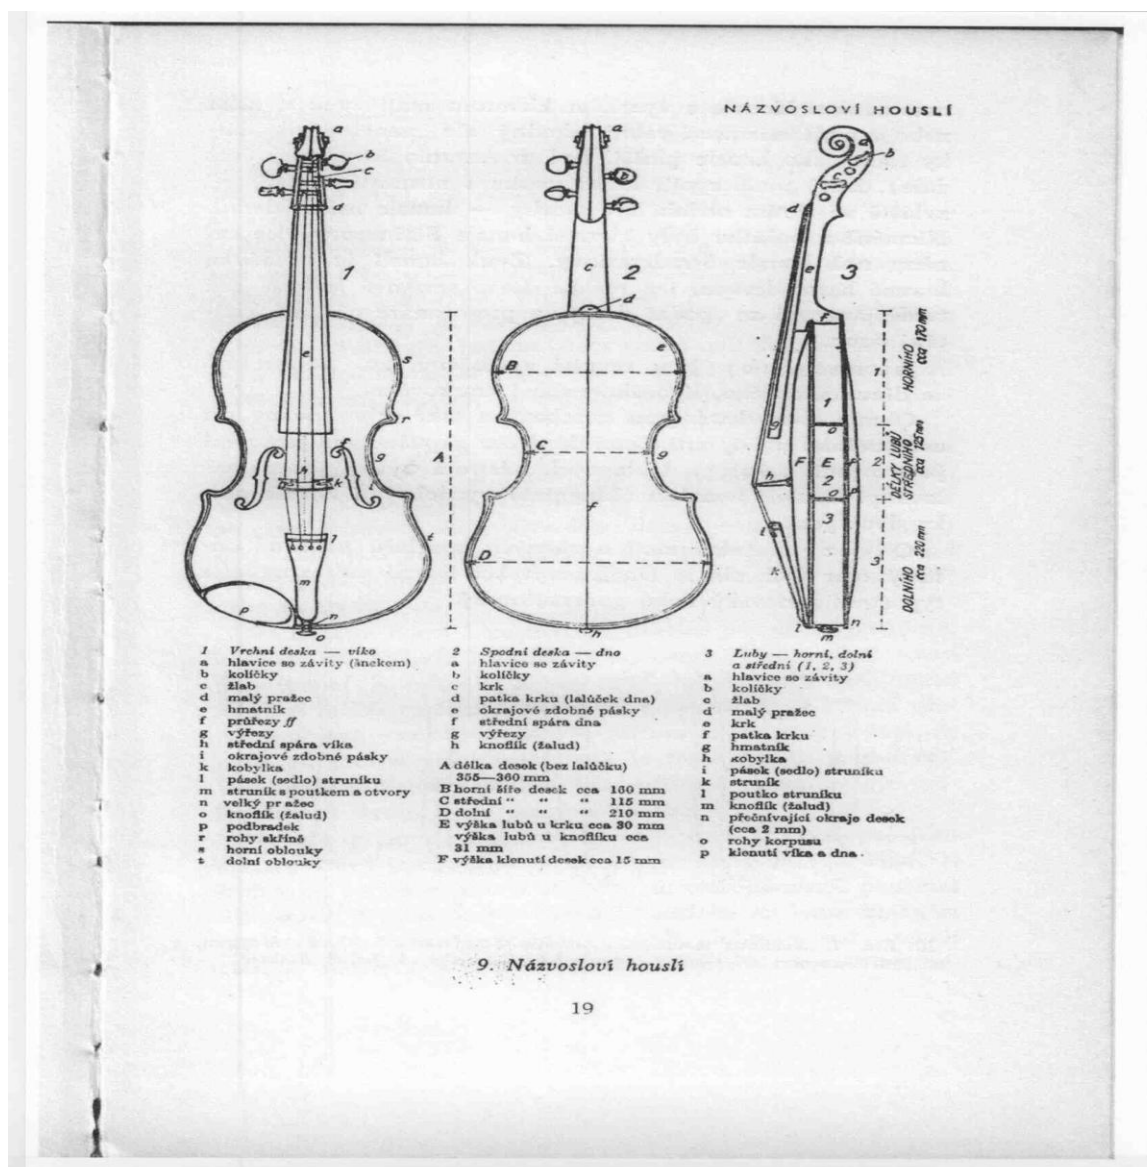 NÁZVOSLOVÍ HOUSLÍ
a
b
c
d
1
e
s
r
f
g
h
k
i
l
t
m
n
p
o
A
a
b
c
2
d
B
e
C
g
f
D
h
a
b
d
3
e
f
1
o
F
E
2
o
h
3
i
k
l
m
n
1
2
3
HORNÍHO cca 170 mm
DÉLKY LUBŮ
STŘEDNÍHO cca 125 mm
DOLNÍHO cca 220 mm
1 Vrchní deska — víko
a hlavice se závity (šnekem)
b kolíčky
c žlab
d malý pražec
e hmatník
f průřezy ff
g výřezy
h střední spára víka
i okrajové zdobné pásky
k kobylka
l pásek (sedlo) struníku
m struník s poutkem a otvory
n velký pr ažec
o knoflík (žalud)
p podbradek
r rohy skříně
s horní oblouky
t dolní oblouky
2 Spodní deska — dno
a hlavice se závity
b kolíčky
c krk
d patka krku (lalůček dna)
e okrajové zdobné pásky
f střední spára dna
g výřezy
h knoflík (žalud)
A délka desek (bez lalůčku)
355—360 mm
B horní šíře desek cca 160 mm
C střední “ “ “ 115 mm
D dolní “ “ “ 210 mm
E výška lubů u krku cca 30 mm
výška lubů u knoflíku cca
31 mm
F výška klenutí desek cca 15 mm
3 Luby — horní, dolní
a střední (1, 2, 3)
a hlavice se závity
b kolíčky
c žlab
d malý pražec
e krk
f patka krku
g hmatník
h kobylka
i pásek (sedlo) struníku
k struník
l poutko struníku
m knoflík (žalud)
n přečnívající okraje desek
(cca 2 mm)
o rohy korpusu
p klenutí víka a dna
9. Názvosloví houslí
19